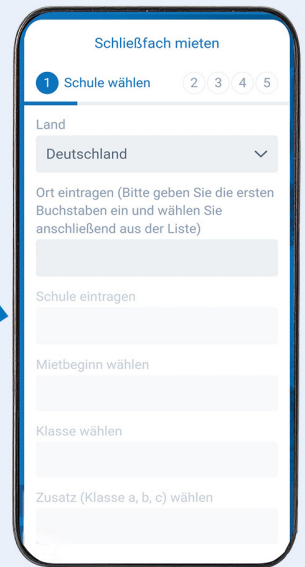 Schließfach mieten
1 Schule wählen 2 3 4 5
Land
Deutschland
Ort eintragen (Bitte geben Sie die ersten
Buchstaben ein und wählen Sie
anschließend aus der Liste)
Schule eintragen
Mietbeginn wählen
Klasse wählen
Zusatz (Klasse a, b, c) wählen